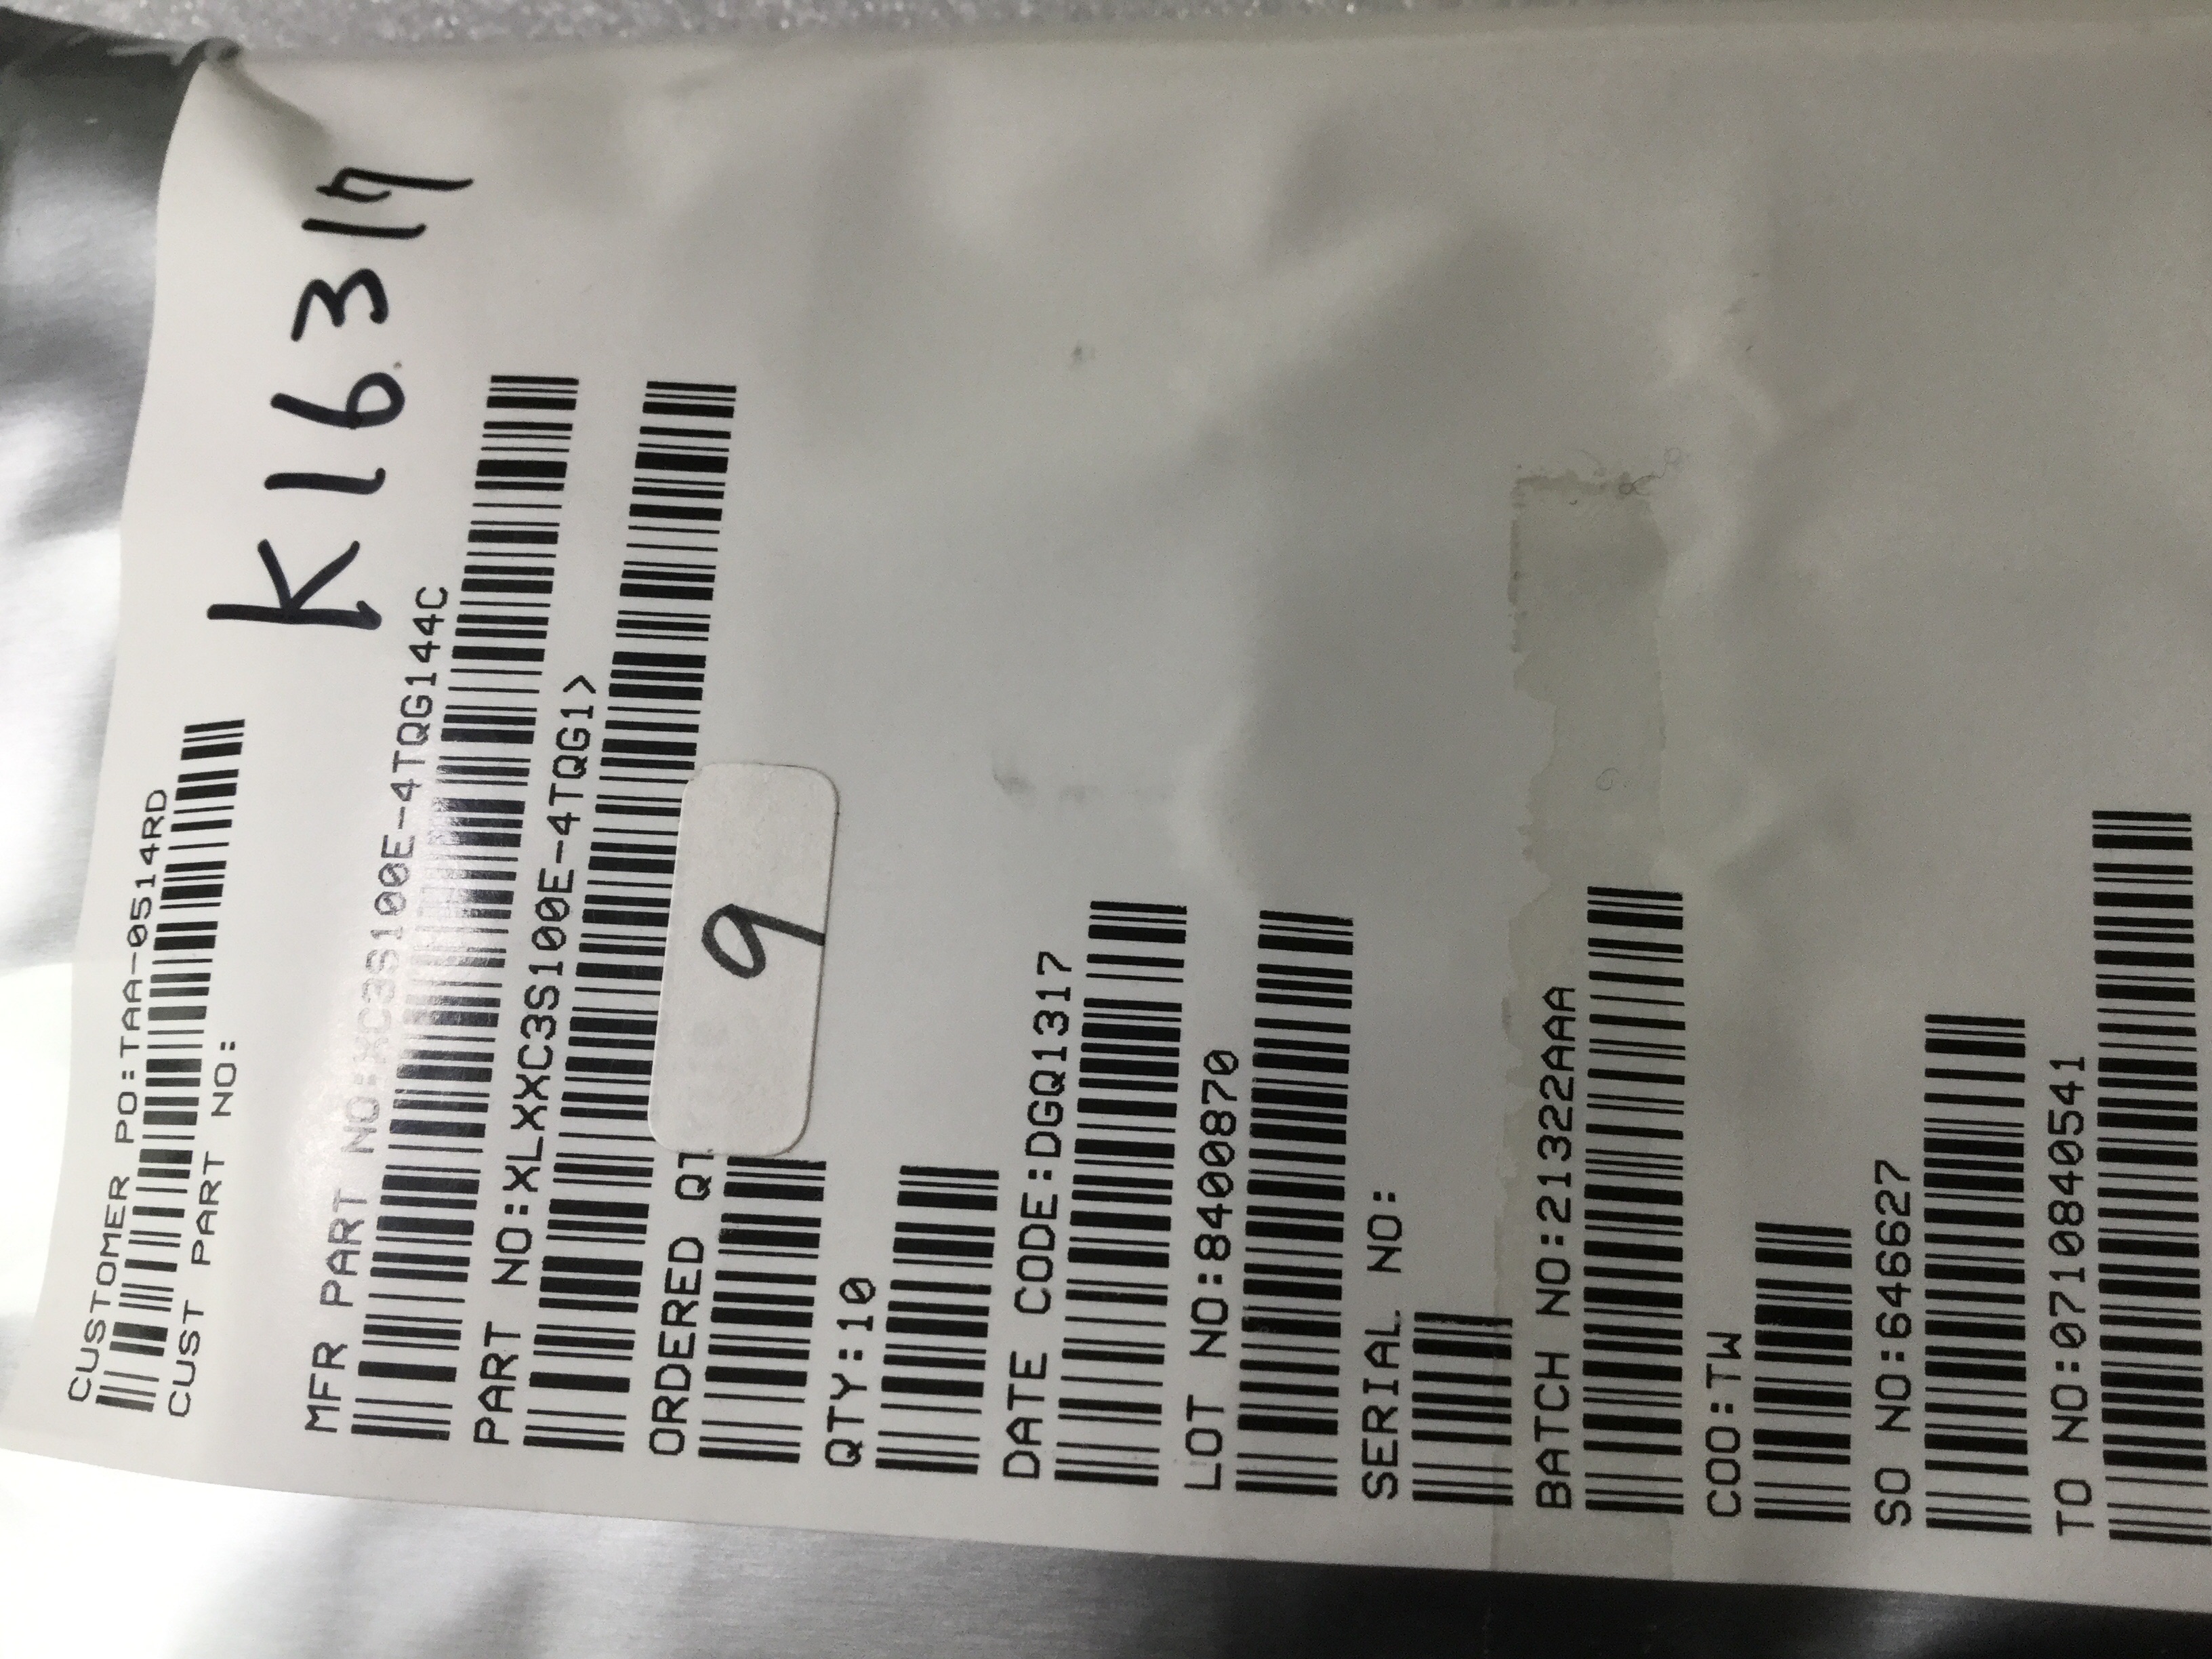 CUSTOMER PO:TAA-0514RD
CUST PART NO:
K16319
MFR PART NO:XC3S100E-4TQG144C
PART NO:XLXXC3S100E-4TQG1>
ORDERED QT
9
QTY:10
DATE CODE:DGQ1317
LOT NO:8400870
SERIAL NO:
BATCH NO:21322AAA
COO:TW
SO NO:646627
TO NO:0710840541